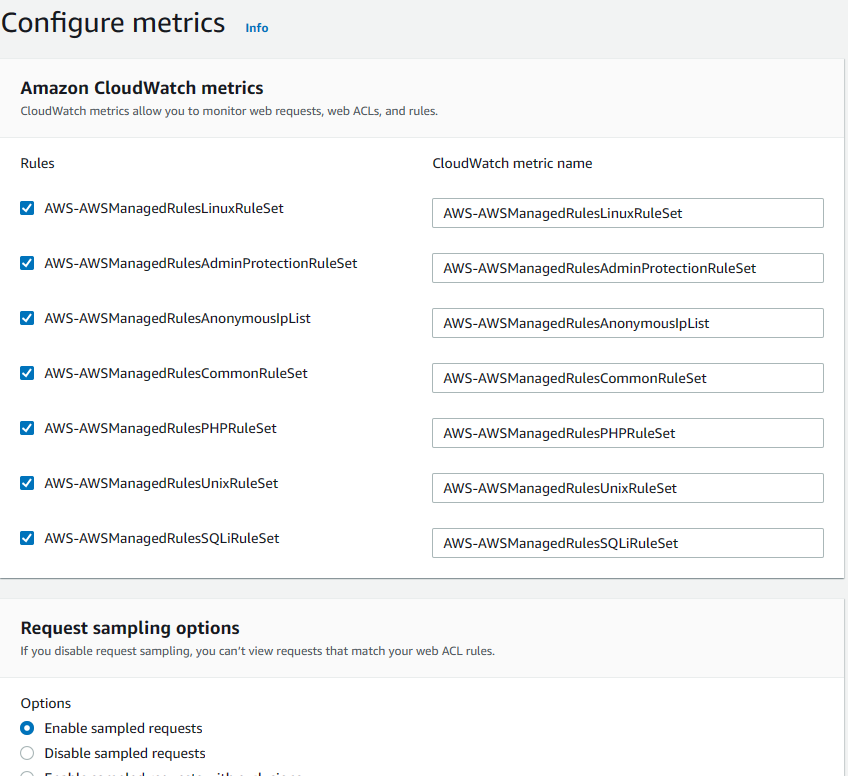 Configure metrics Info
Amazon CloudWatch metrics
CloudWatch metrics allow you to monitor web requests, web ACLs, and rules.
Rules CloudWatch metric name
AWS-AWSManagedRulesLinuxRuleSet AWS-AWSManagedRulesLinuxRuleSet
AWS-AWSManagedRulesAdminProtectionRuleSet AWS-AWSManagedRulesAdminProtectionRuleSet
AWS-AWSManagedRulesAnonymousIpList AWS-AWSManagedRulesAnonymousIpList
AWS-AWSManagedRulesCommonRuleSet AWS-AWSManagedRulesCommonRuleSet
AWS-AWSManagedRulesPHPRuleSet AWS-AWSManagedRulesPHPRuleSet
AWS-AWSManagedRulesUnixRuleSet AWS-AWSManagedRulesUnixRuleSet
AWS-AWSManagedRulesSQLiRuleSet AWS-AWSManagedRulesSQLiRuleSet
Request sampling options
If you disable request sampling, you can't view requests that match your web ACL rules.
Options
Enable sampled requests
Disable sampled requests